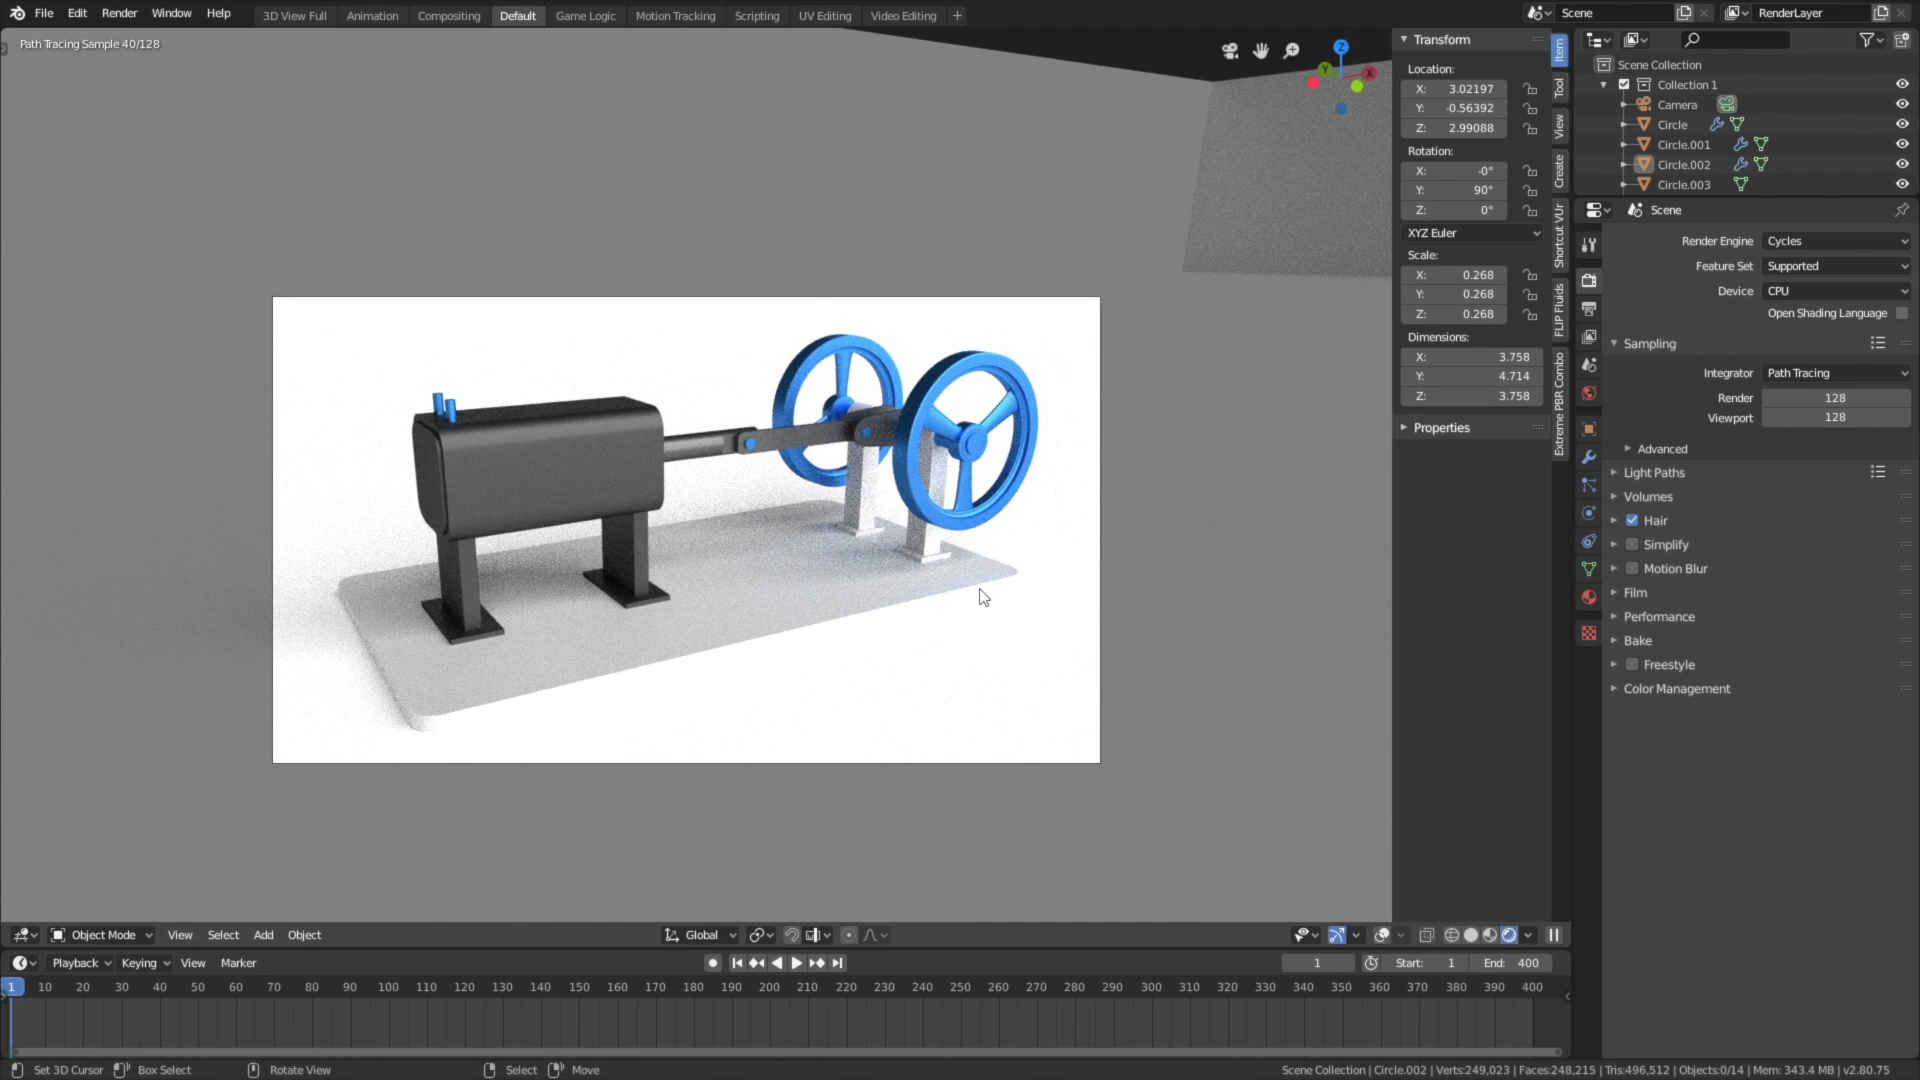 File Edit Render Window Help 3D View Full Animation Compositing Default Game Logic Motion Tracking Scripting UV Editing Video Editing + Scene RenderLayer
Path Tracing Sample 40/128
Z
Y
X
Transform
Location:
X: 3.02197
Y: -0.56392
Z: 2.99088
Rotation:
X: -0°
Y: 90°
Z: 0°
XYZ Euler
Scale:
X: 0.268
Y: 0.268
Z: 0.268
Dimensions:
X: 3.758
Y: 4.714
Z: 3.758
Properties
Item
Tool
View
Create
Shortcut VUr
FLIP Fluids
Extreme PBR Combo
Scene Collection
Collection 1
Camera
Circle
Circle.001
Circle.002
Circle.003
Scene
Render Engine Cycles
Feature Set Supported
Device CPU
Open Shading Language
Sampling
Integrator Path Tracing
Render 128
Viewport 128
Advanced
Light Paths
Volumes
Hair
Simplify
Motion Blur
Film
Performance
Bake
Freestyle
Color Management
Object Mode View Select Add Object Global
Playback Keying View Marker 1 Start: 1 End: 400
1 10 20 30 40 50 60 70 80 90 100 110 120 130 140 150 160 170 180 190 200 210 220 230 240 250 260 270 280 290 300 310 320 330 340 350 360 370 380 390 400
Set 3D Cursor Box Select Rotate View Select Move Scene Collection | Circle.002 | Verts:249,023 | Faces:248,215 | Tris:496,512 | Objects:0/14 | Mem: 343.4 MB | v2.80.75